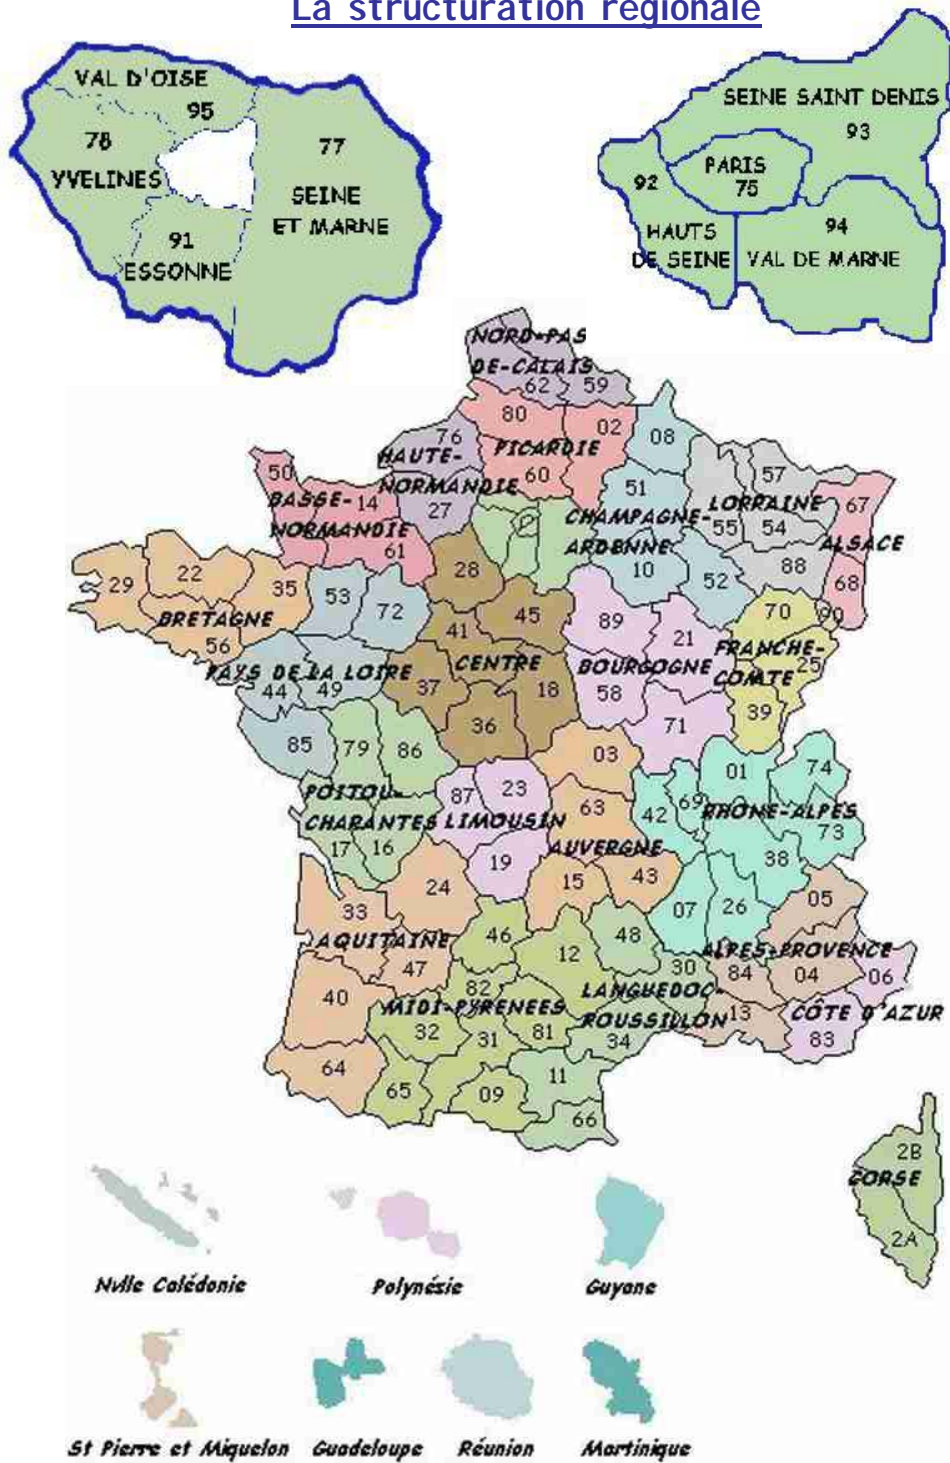 La structuration régionale
VAL D'OISE
95
78
YVELINES
77
SEINE
ET MARNE
91
ESSONNE
SEINE SAINT DENIS
93
PARIS
75
92
HAUTS
DE SEINE
94
VAL DE MARNE
NORD-PAS
DE-CALAIS
62
59
80
02
PICARDIE
60
08
76
HAUTE-
NORMANDIE
27
50
BASSE-
14
NORMANDIE
61
51
CHAMPAGNE-
ARDENNE
10
52
57
LORRAINE
55
54
88
67
ALSACE
68
90
29
22
35
BRETAGNE
56
53
72
PAYS DE LA LOIRE
44
49
85
28
45
41
CENTRE
37
18
36
89
21
BOURGOGNE
58
71
70
FRANCHE-
COMTE
25
39
79
86
POITOU-
CHARANTES
17
16
87
23
LIMOUSIN
19
03
63
AUVERGNE
15
43
01
74
42
69
RHONE-ALPES
73
38
07
26
24
33
AQUITAINE
47
40
64
46
12
82
MIDI-PYRENEES
32
31
81
65
09
48
30
LANGUEDOC-
ROUSSILLON
34
11
66
05
ALPES-PROVENCE
84
04
06
13
CÔTE D'AZUR
83
2B
CORSE
2A
Nvlle Calédonie
Polynésie
Guyane
St Pierre et Miquelon
Guadeloupe
Réunion
Martinique